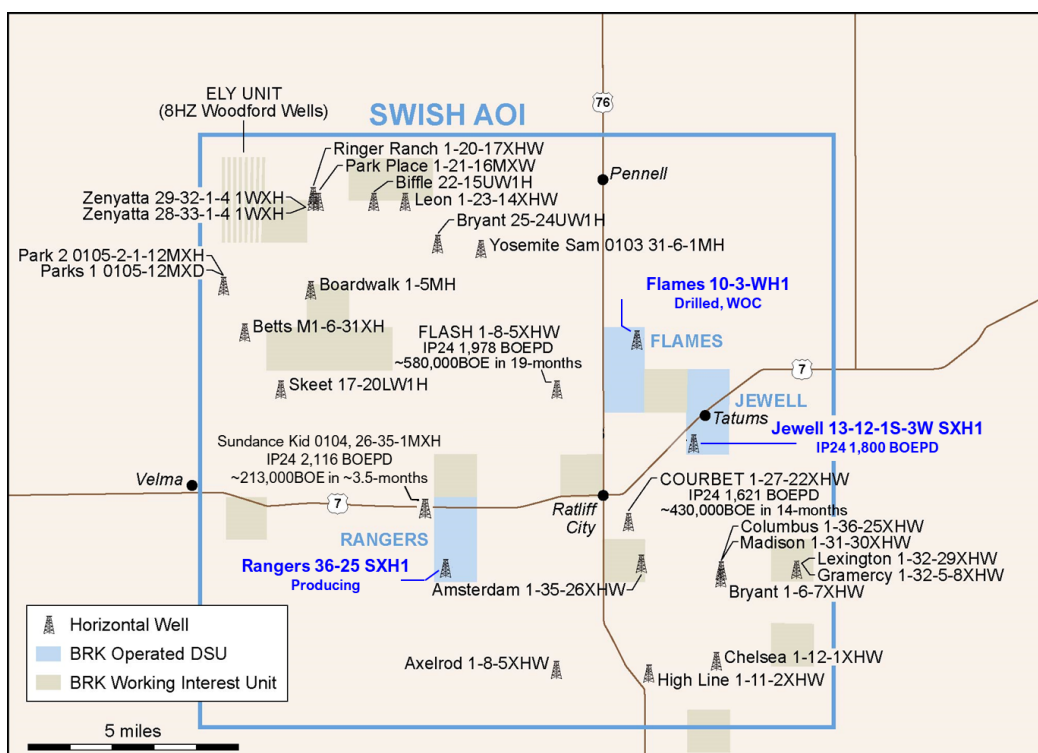 ELY UNIT
(8HZ Woodford Wells)
SWISH AOI
76
Ringer Ranch 1-20-17XHW
Park Place 1-21-16MXW
Biffle 22-15UW1H
Pennell
Zenyatta 29-32-1-4 1WXH
Leon 1-23-14XHW
Zenyatta 28-33-1-4 1WXH
Bryant 25-24UW1H
Yosemite Sam 0103 31-6-1MH
Park 2 0105-2-1-12MXH
Parks 1 0105-12MXD
Boardwalk 1-5MH
Flames 10-3-WH1
Drilled, WOC
Betts M1-6-31XH
FLASH 1-8-5XHW
IP24 1,978 BOEPD
~580,000BOE in 19-months
FLAMES
7
Skeet 17-20LW1H
JEWELL
Tatums
Jewell 13-12-1S-3W SXH1
IP24 1,800 BOEPD
Sundance Kid 0104, 26-35-1MXH
IP24 2,116 BOEPD
~213,000BOE in ~3.5-months
Velma
7
Ratliff
City
COURBET 1-27-22XHW
IP24 1,621 BOEPD
~430,000BOE in 14-months
RANGERS
Columbus 1-36-25XHW
Madison 1-31-30XHW
Lexington 1-32-29XHW
Gramercy 1-32-5-8XHW
Bryant 1-6-7XHW
Rangers 36-25 SXH1
Producing
Amsterdam 1-35-26XHW
Horizontal Well
BRK Operated DSU
BRK Working Interest Unit
Axelrod 1-8-5XHW
Chelsea 1-12-1XHW
High Line 1-11-2XHW
5 miles